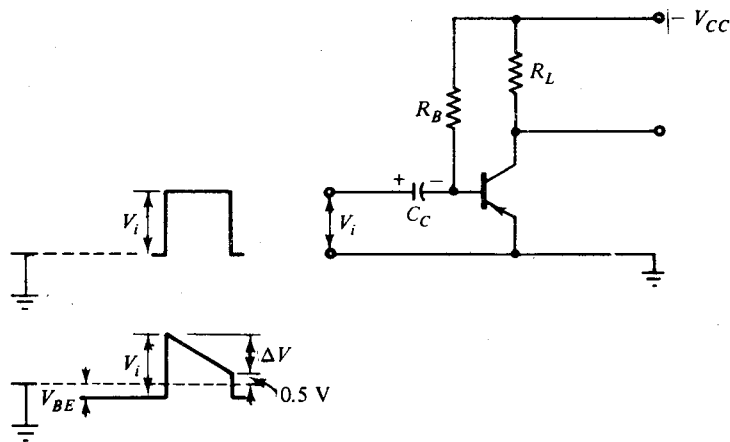 − V_CC
R_L
R_B
+ −
C_C
V_i
V_i
V_i
ΔV
V_BE
0.5 V